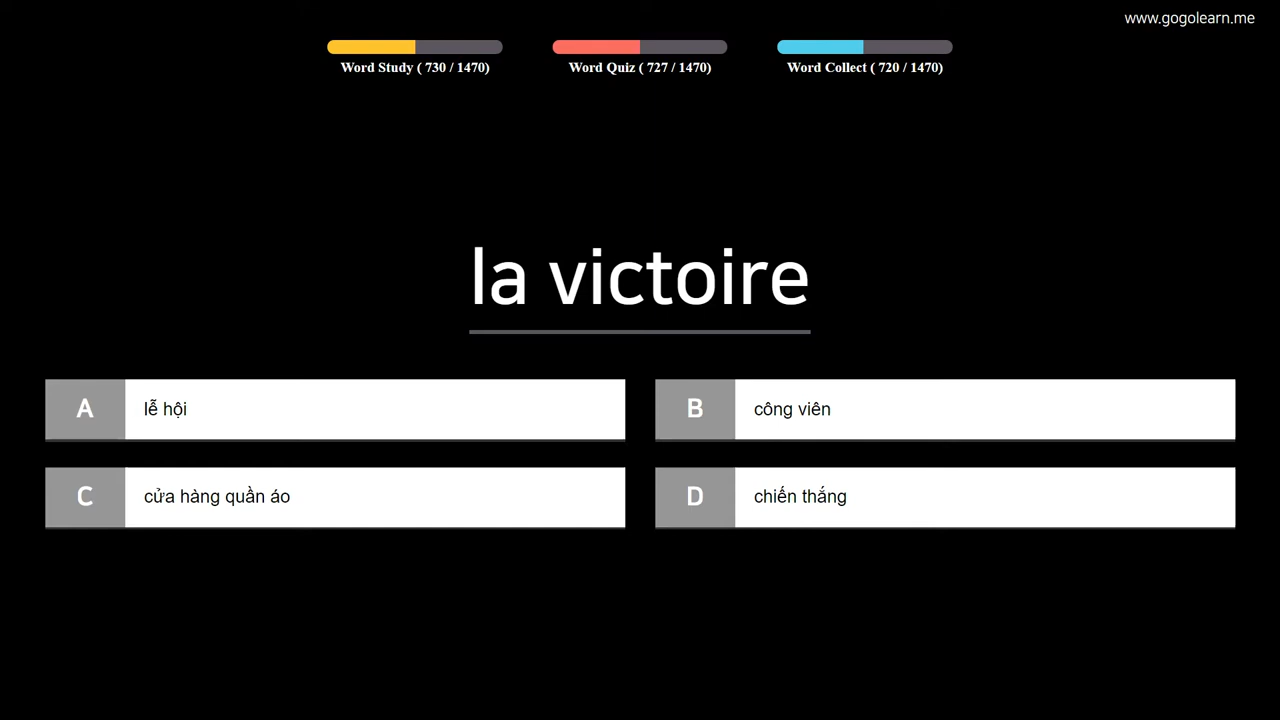 www.gogolearn.me
Word Study ( 730 / 1470)
Word Quiz ( 727 / 1470)
Word Collect ( 720 / 1470)
la victoire
A lễ hội
B công viên
C cửa hàng quần áo
D chiến thắng